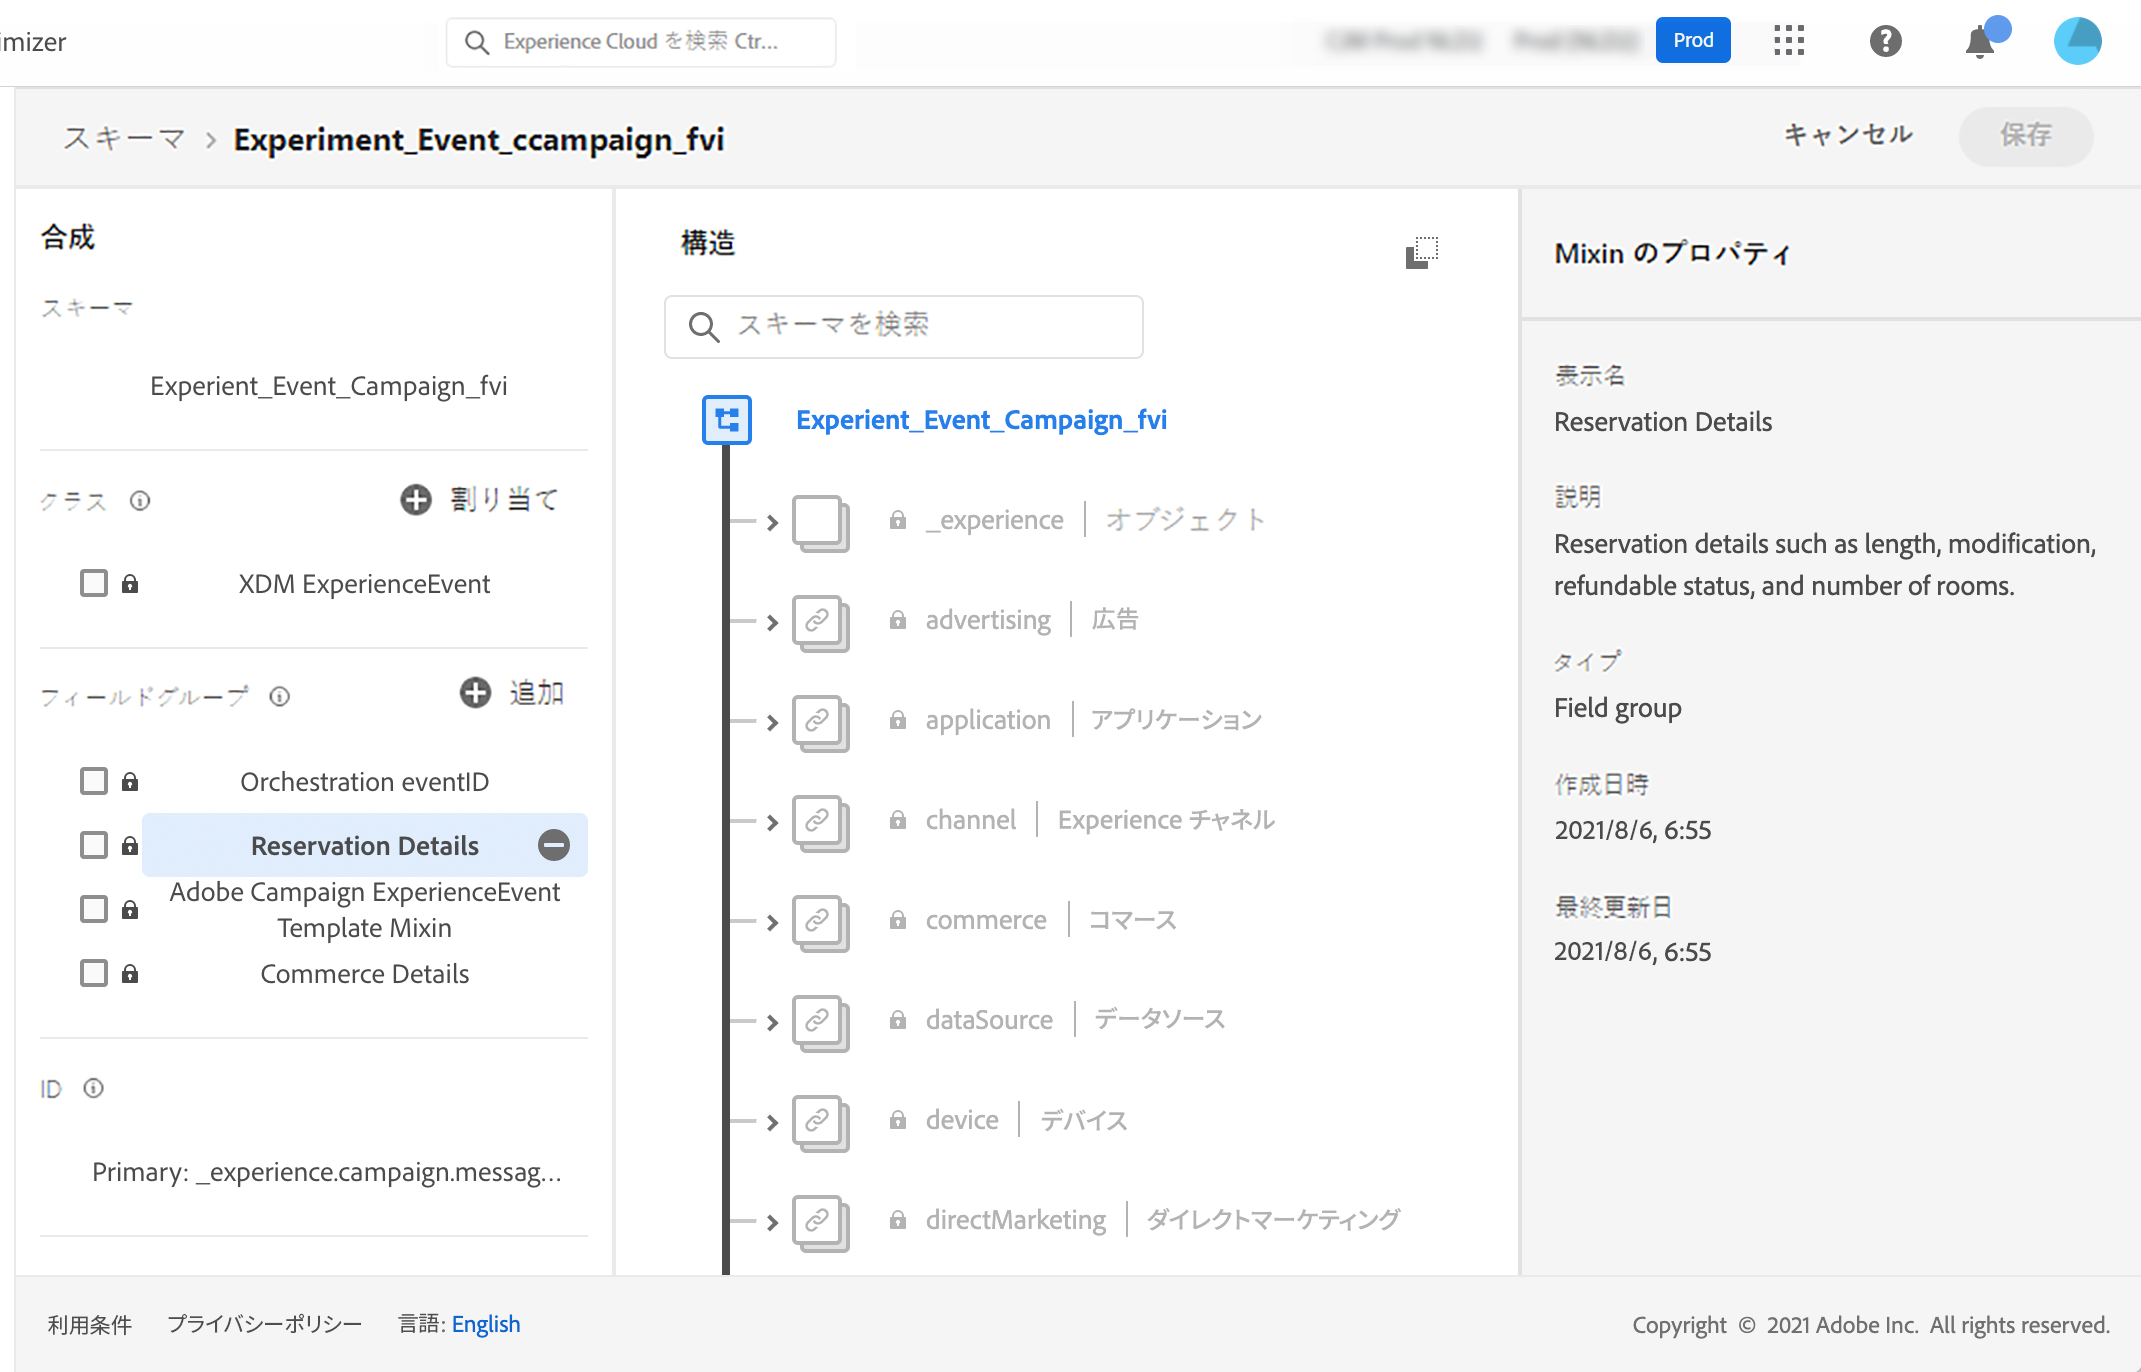 imizer
Experience Cloud を検索 Ctr...
Prod
スキーマ > Experiment_Event_ccampaign_fvi
キャンセル
保存
合成
スキーマ
Experient_Event_Campaign_fvi
クラス
割り当て
XDM ExperienceEvent
フィールドグループ
追加
Orchestration eventID
Reservation Details
Adobe Campaign ExperienceEvent
Template Mixin
Commerce Details
ID
Primary: _experience.campaign.messag...
構造
スキーマを検索
Experient_Event_Campaign_fvi
_experience | オブジェクト
advertising | 広告
application | アプリケーション
channel | Experience チャネル
commerce | コマース
dataSource | データソース
device | デバイス
directMarketing | ダイレクトマーケティング
Mixin のプロパティ
表示名
Reservation Details
説明
Reservation details such as length, modification,
refundable status, and number of rooms.
タイプ
Field group
作成日時
2021/8/6, 6:55
最終更新日
2021/8/6, 6:55
利用条件 プライバシーポリシー 言語: English
Copyright © 2021 Adobe Inc. All rights reserved.